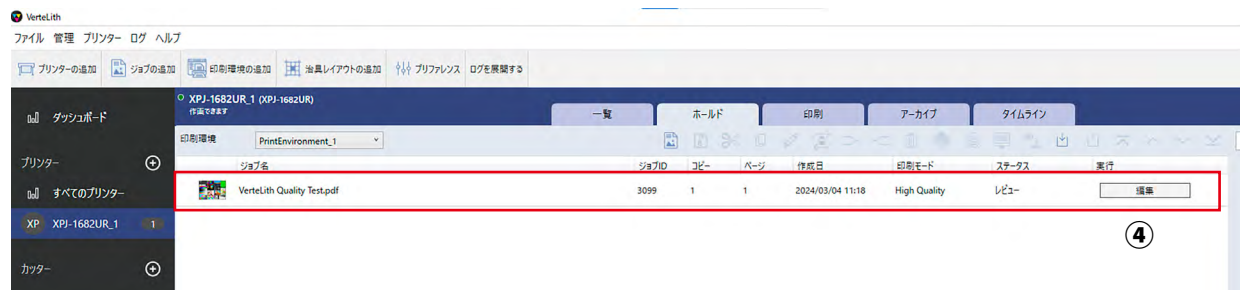 VerteLith
ファイル 管理 プリンター ログ ヘルプ
プリンターの追加 ジョブの追加 印刷環境の追加 治具レイアウトの追加 プリファレンス ログを展開する
ダッシュボード
プリンター
すべてのプリンター
XP XPJ-1682UR_1 1
カッター
XPJ-1682UR_1 (XPJ-1682UR)
作画できます
一覧 ホールド 印刷 アーカイブ タイムライン
印刷環境 PrintEnvironment_1
ジョブ名 ジョブID コピー ページ 作成日 印刷モード ステータス 実行
VerteLith Quality Test.pdf 3099 1 1 2024/03/04 11:18 High Quality レビュー 編集
④